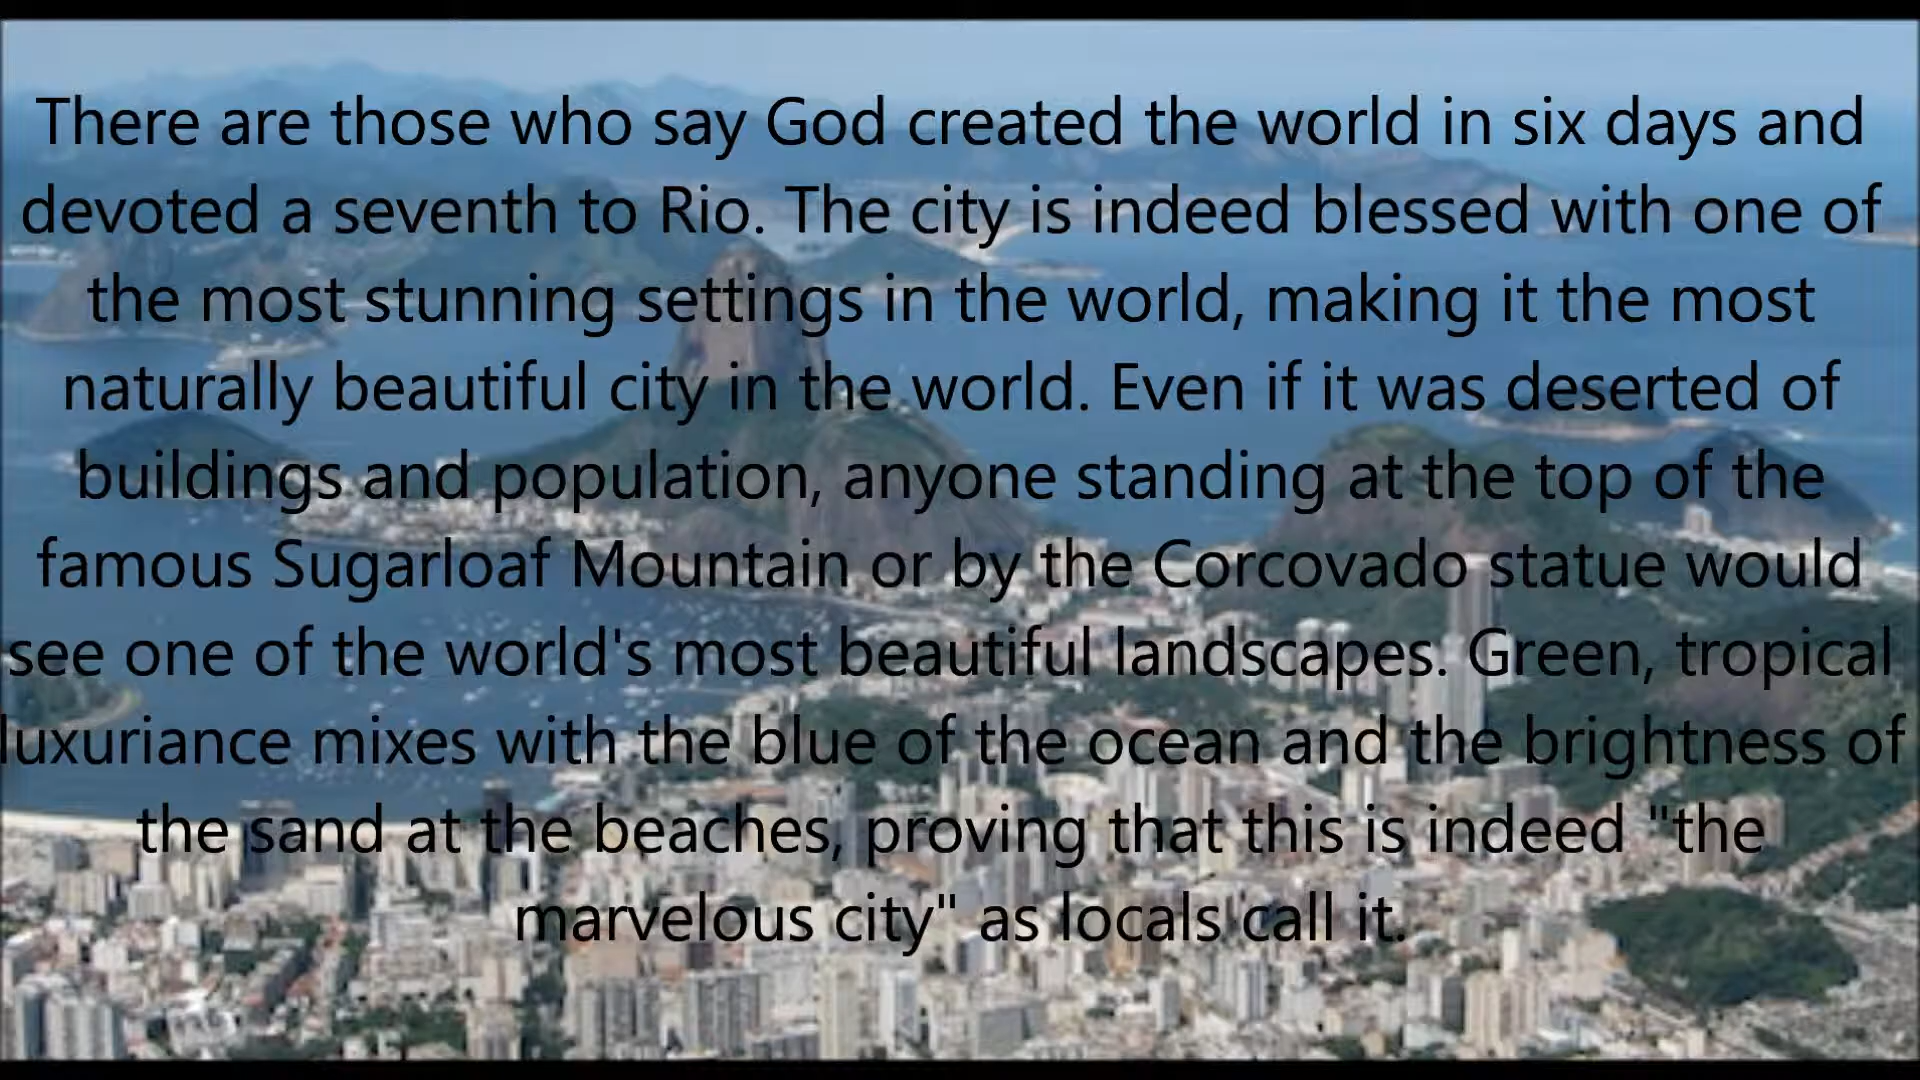 There are those who say God created the world in six days and
devoted a seventh to Rio. The city is indeed blessed with one of
the most stunning settings in the world, making it the most
naturally beautiful city in the world. Even if it was deserted of
buildings and population, anyone standing at the top of the
famous Sugarloaf Mountain or by the Corcovado statue would
see one of the world's most beautiful landscapes. Green, tropical
luxuriance mixes with the blue of the ocean and the brightness of
the sand at the beaches, proving that this is indeed "the
marvelous city" as locals call it.